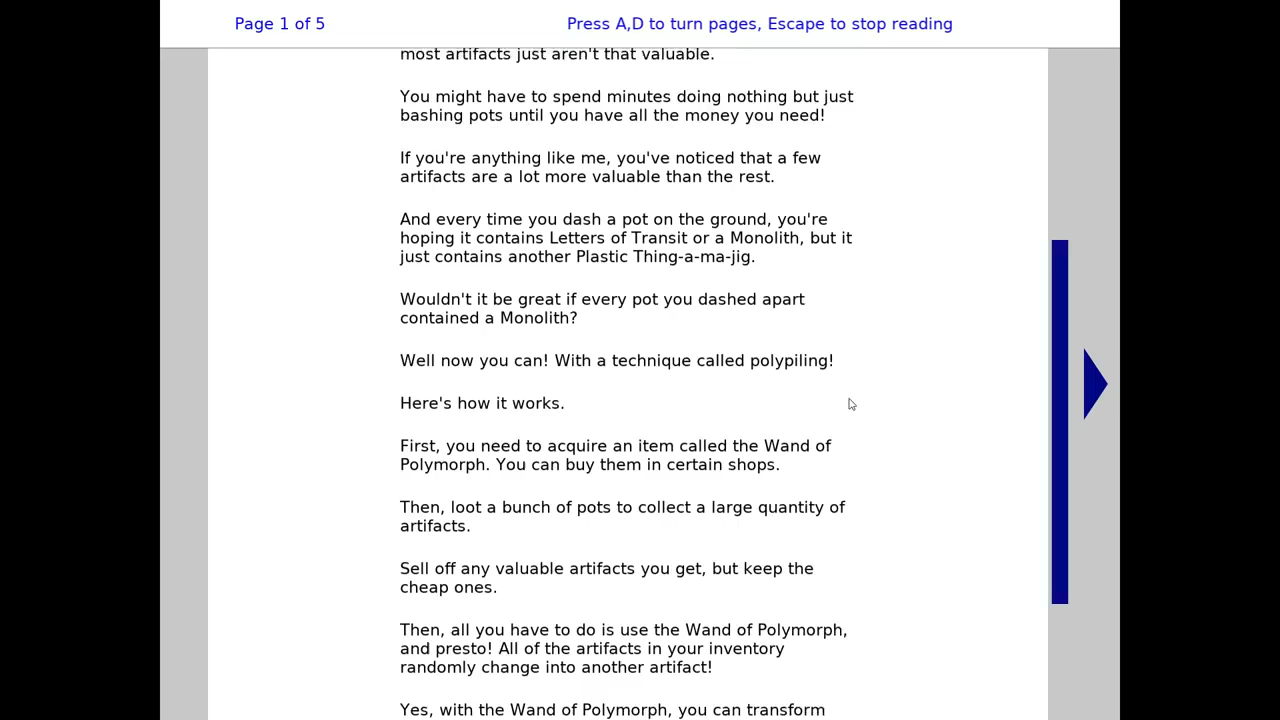 Page 1 of 5
Press A,D to turn pages, Escape to stop reading
most artifacts just aren't that valuable.
You might have to spend minutes doing nothing but just
bashing pots until you have all the money you need!
If you're anything like me, you've noticed that a few
artifacts are a lot more valuable than the rest.
And every time you dash a pot on the ground, you're
hoping it contains Letters of Transit or a Monolith, but it
just contains another Plastic Thing-a-ma-jig.
Wouldn't it be great if every pot you dashed apart
contained a Monolith?
Well now you can! With a technique called polypiling!
Here's how it works.
First, you need to acquire an item called the Wand of
Polymorph. You can buy them in certain shops.
Then, loot a bunch of pots to collect a large quantity of
artifacts.
Sell off any valuable artifacts you get, but keep the
cheap ones.
Then, all you have to do is use the Wand of Polymorph,
and presto! All of the artifacts in your inventory
randomly change into another artifact!
Yes, with the Wand of Polymorph, you can transform